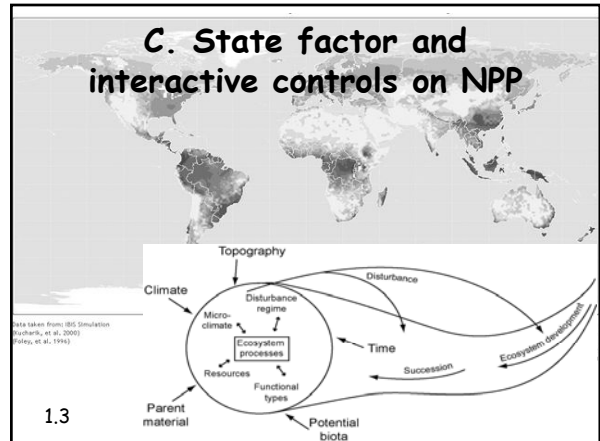 C. State factor and
interactive controls on NPP
Topography
Disturbance
Climate
Disturbance
regime
Micro-
climate
Ecosystem
processes
Time
Ecosystem development
Succession
Resources
Functional
types
Parent
material
Potential
biota
Data taken from: IBIS Simulation
(Kucharik, et al. 2000)
(Foley, et al. 1996)
1.3